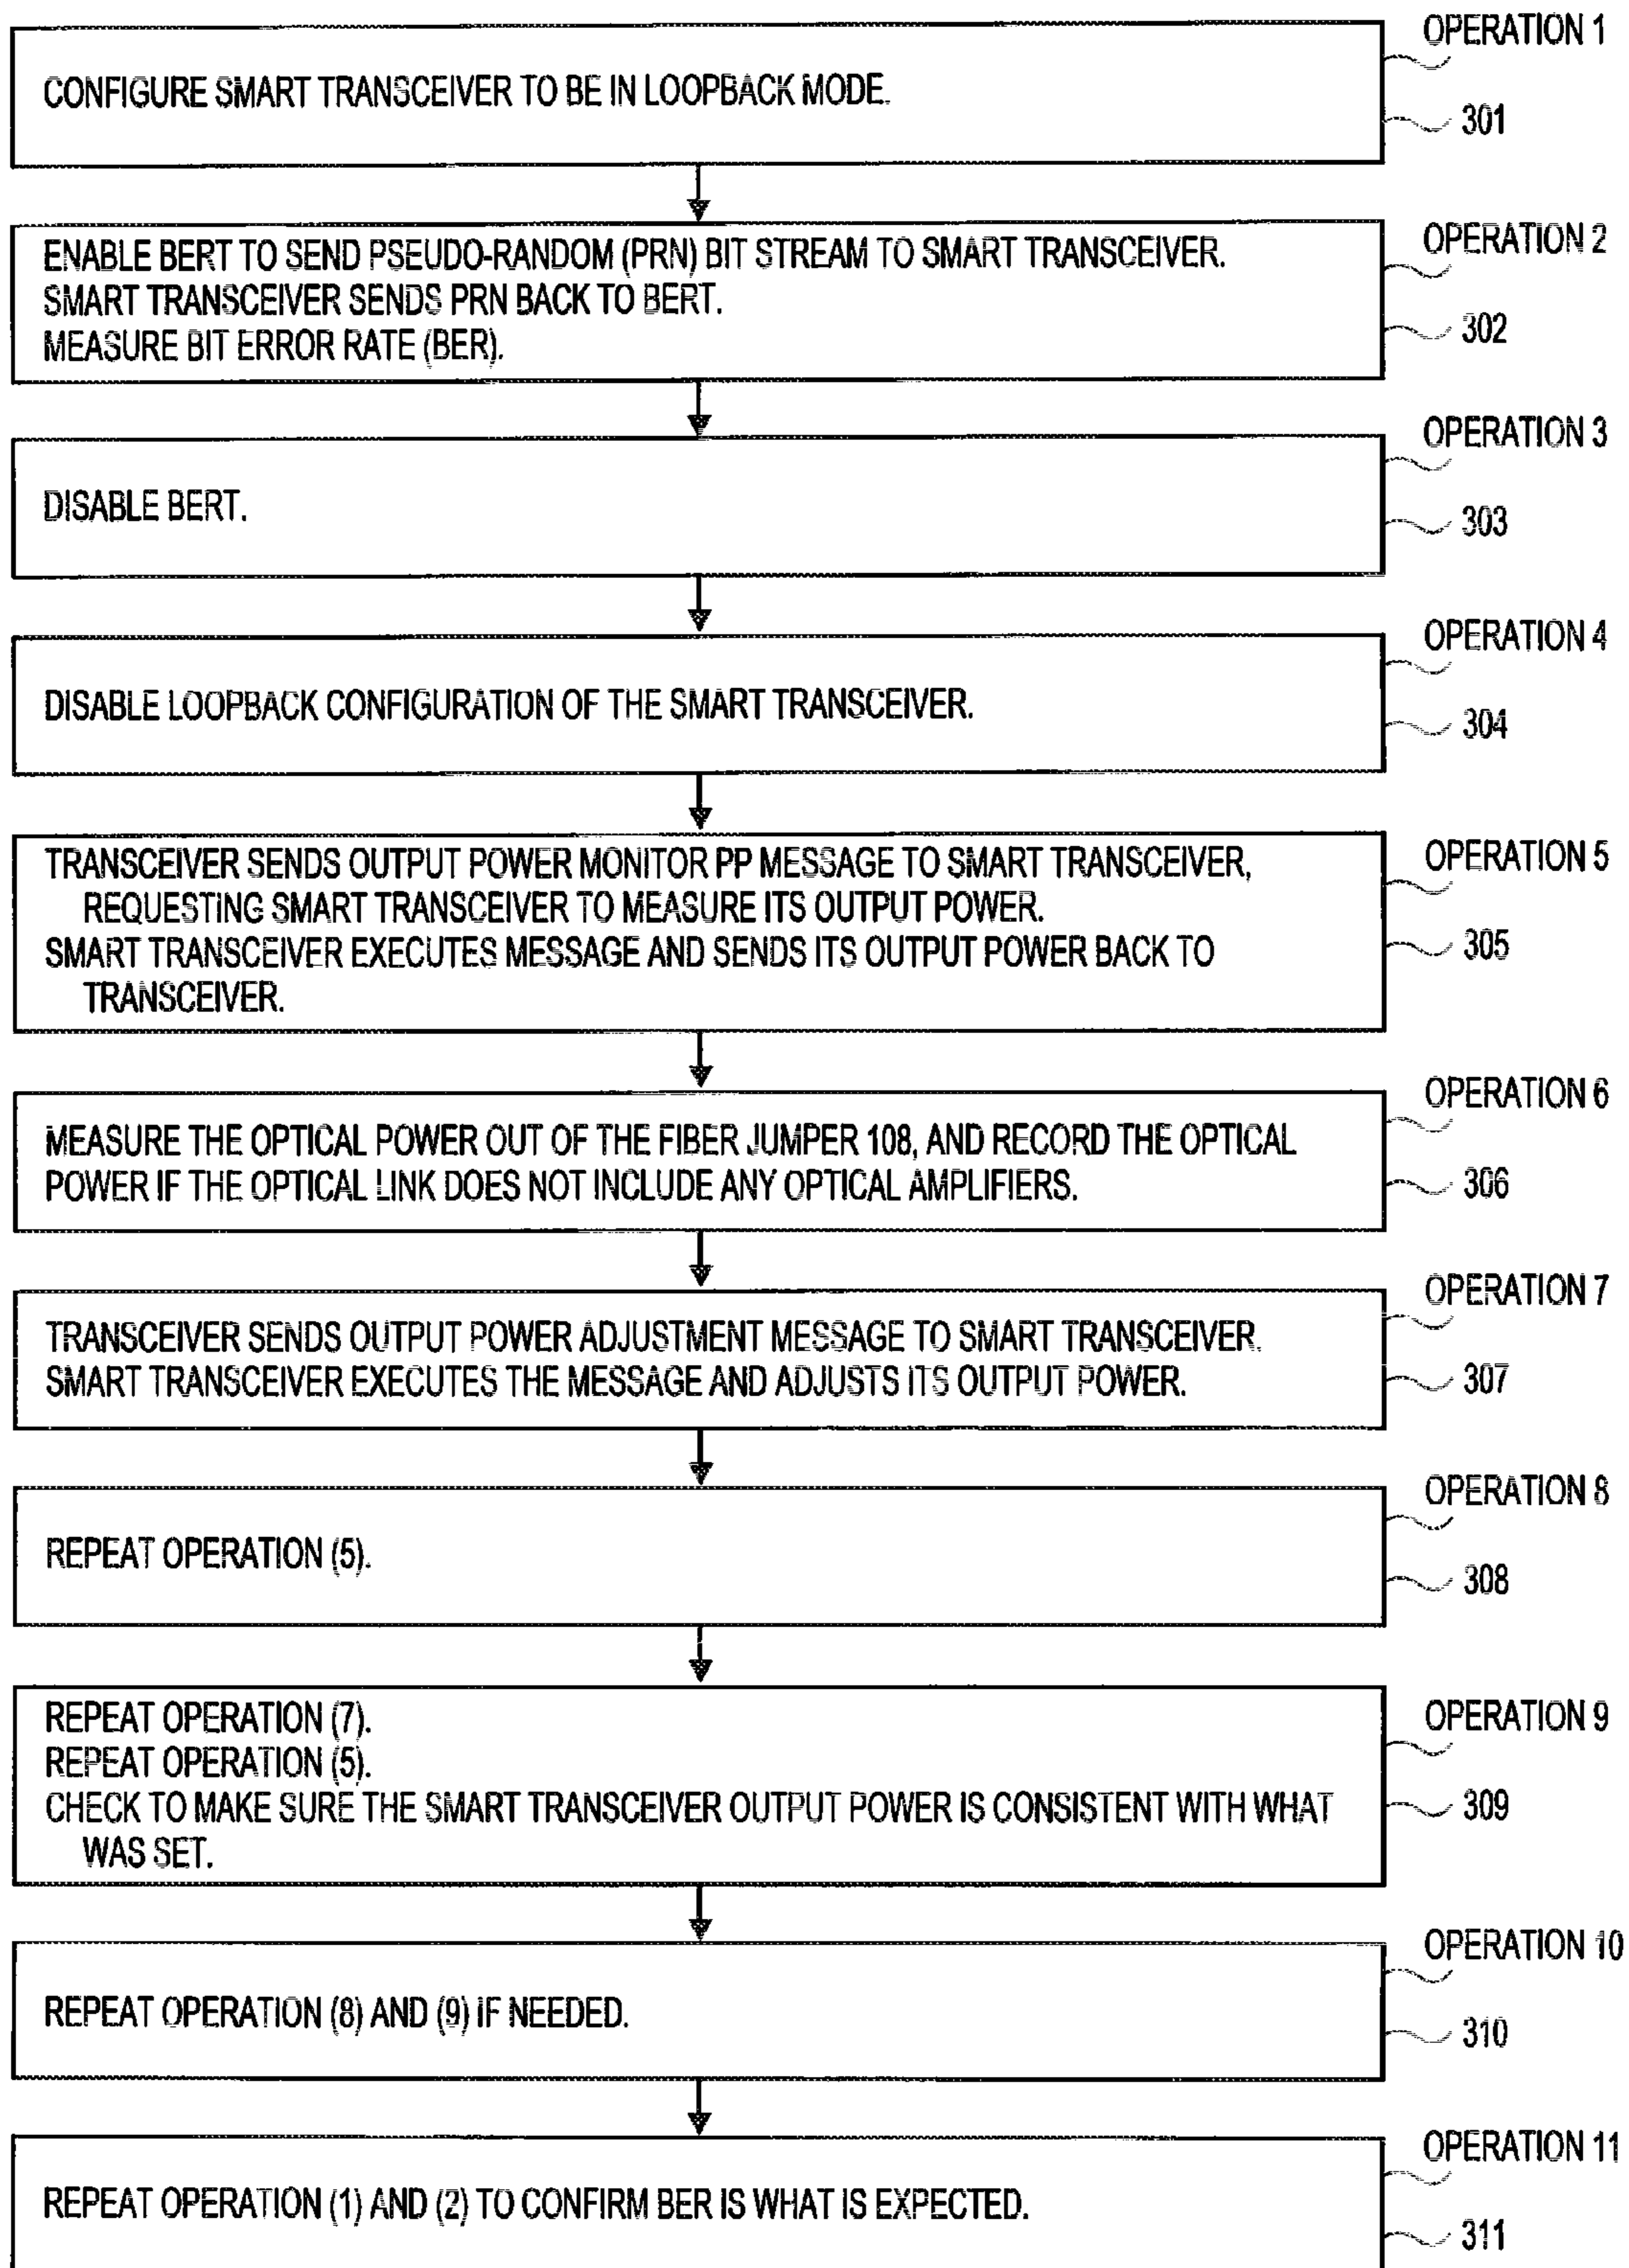 OPERATION 1
CONFIGURE SMART TRANSCEIVER TO BE IN LOOPBACK MODE.
301
OPERATION 2
ENABLE BERT TO SEND PSEUDO-RANDOM (PRN) BIT STREAM TO SMART TRANSCEIVER.
SMART TRANSCEIVER SENDS PRN BACK TO BERT.
MEASURE BIT ERROR RATE (BER).
302
OPERATION 3
DISABLE BERT.
303
OPERATION 4
DISABLE LOOPBACK CONFIGURATION OF THE SMART TRANSCEIVER.
304
OPERATION 5
TRANSCEIVER SENDS OUTPUT POWER MONITOR PP MESSAGE TO SMART TRANSCEIVER,
REQUESTING SMART TRANSCEIVER TO MEASURE ITS OUTPUT POWER.
SMART TRANSCEIVER EXECUTES MESSAGE AND SENDS ITS OUTPUT POWER BACK TO
TRANSCEIVER.
305
OPERATION 6
MEASURE THE OPTICAL POWER OUT OF THE FIBER JUMPER 108, AND RECORD THE OPTICAL
POWER IF THE OPTICAL LINK DOES NOT INCLUDE ANY OPTICAL AMPLIFIERS.
306
OPERATION 7
TRANSCEIVER SENDS OUTPUT POWER ADJUSTMENT MESSAGE TO SMART TRANSCEIVER.
SMART TRANSCEIVER EXECUTES THE MESSAGE AND ADJUSTS ITS OUTPUT POWER.
307
OPERATION 8
REPEAT OPERATION (5).
308
OPERATION 9
REPEAT OPERATION (7).
REPEAT OPERATION (5).
CHECK TO MAKE SURE THE SMART TRANSCEIVER OUTPUT POWER IS CONSISTENT WITH WHAT
WAS SET.
309
OPERATION 10
REPEAT OPERATION (8) AND (9) IF NEEDED.
310
OPERATION 11
REPEAT OPERATION (1) AND (2) TO CONFIRM BER IS WHAT IS EXPECTED.
311